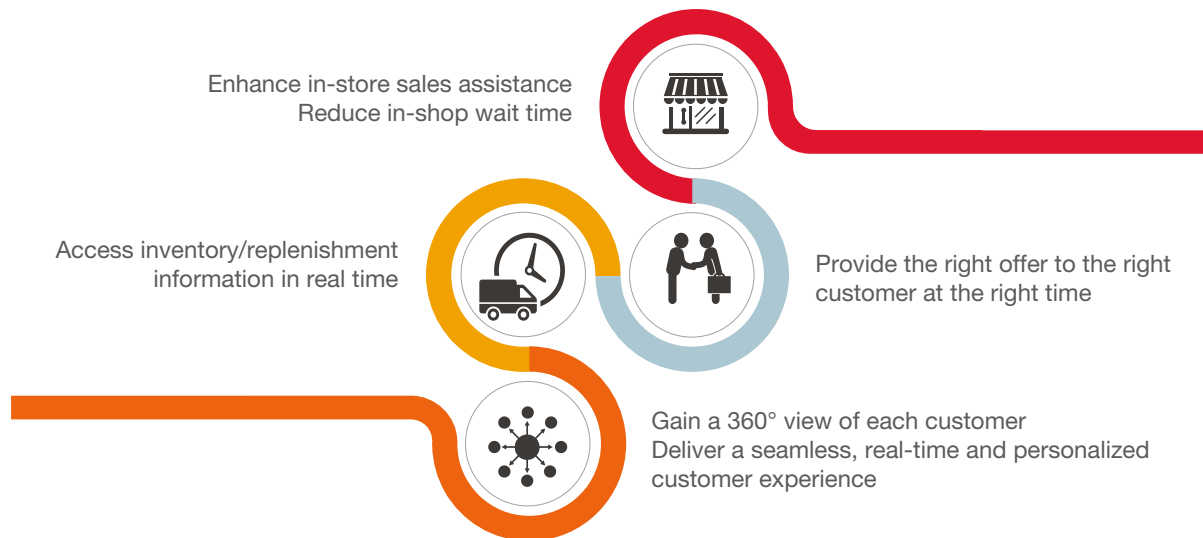 Enhance in-store sales assistance
Reduce in-shop wait time
Access inventory/replenishment
information in real time
Provide the right offer to the right
customer at the right time
Gain a 360° view of each customer
Deliver a seamless, real-time and personalized
customer experience